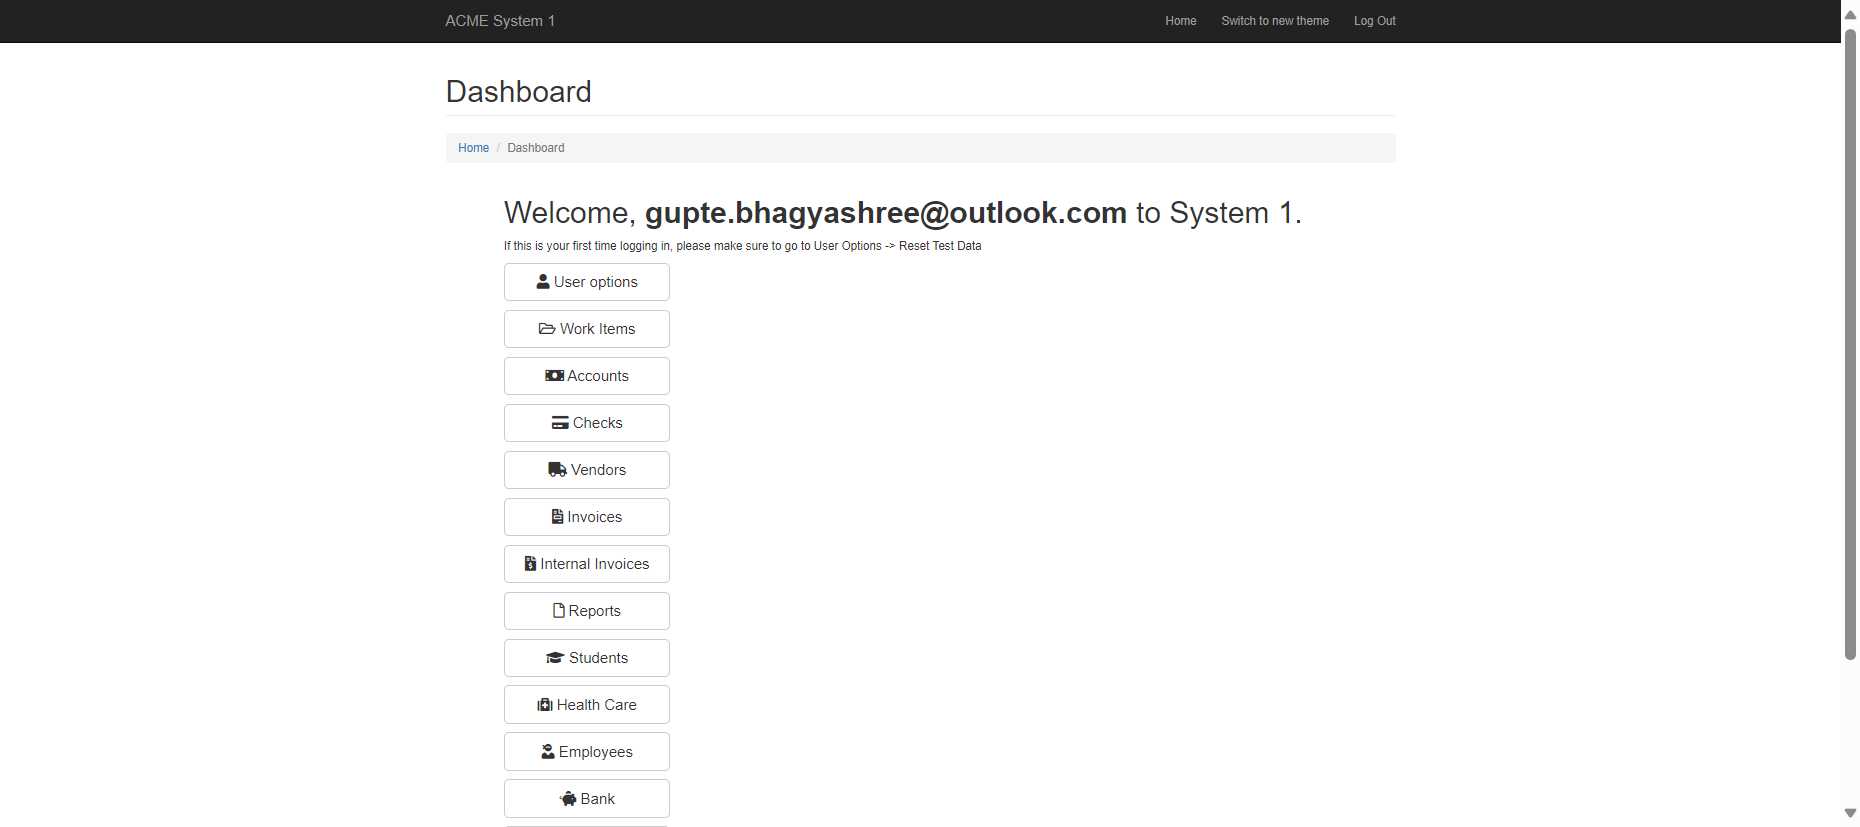 ACME System 1
Home Switch to new theme Log Out
Dashboard
Home / Dashboard
Welcome, gupte.bhagyashree@outlook.com to System 1.
If this is your first time logging in, please make sure to go to User Options -> Reset Test Data
User options
Work Items
Accounts
Checks
Vendors
Invoices
Internal Invoices
Reports
Students
Health Care
Employees
Bank